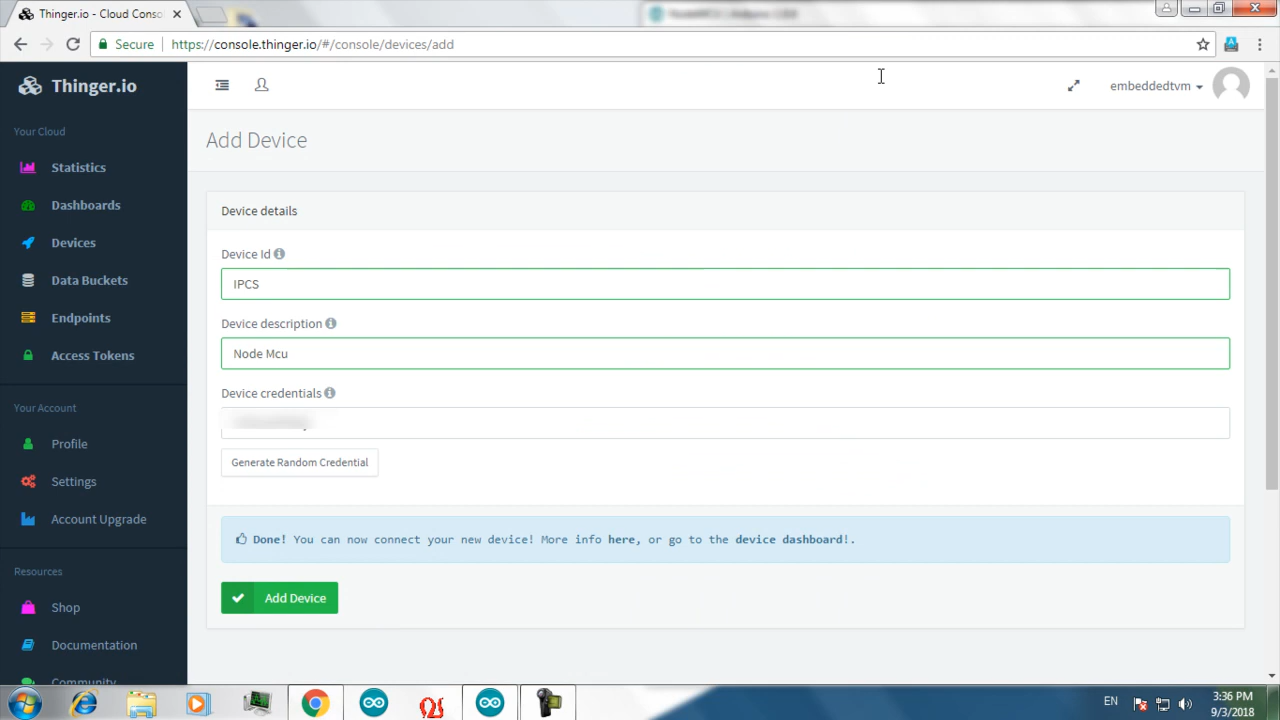 Thinger.io - Cloud Conso
Secure
https://console.thinger.io/#/console/devices/add
Thinger.io
embeddedtvm
Your Cloud
Statistics
Dashboards
Devices
Data Buckets
Endpoints
Access Tokens
Your Account
Profile
Settings
Account Upgrade
Resources
Shop
Documentation
Community
Add Device
Device details
Device Id
IPCS
Device description
Node Mcu
Device credentials
Generate Random Credential
Done! You can now connect your new device! More info here, or go to the device dashboard!.
Add Device
EN
3:36 PM
9/3/2018